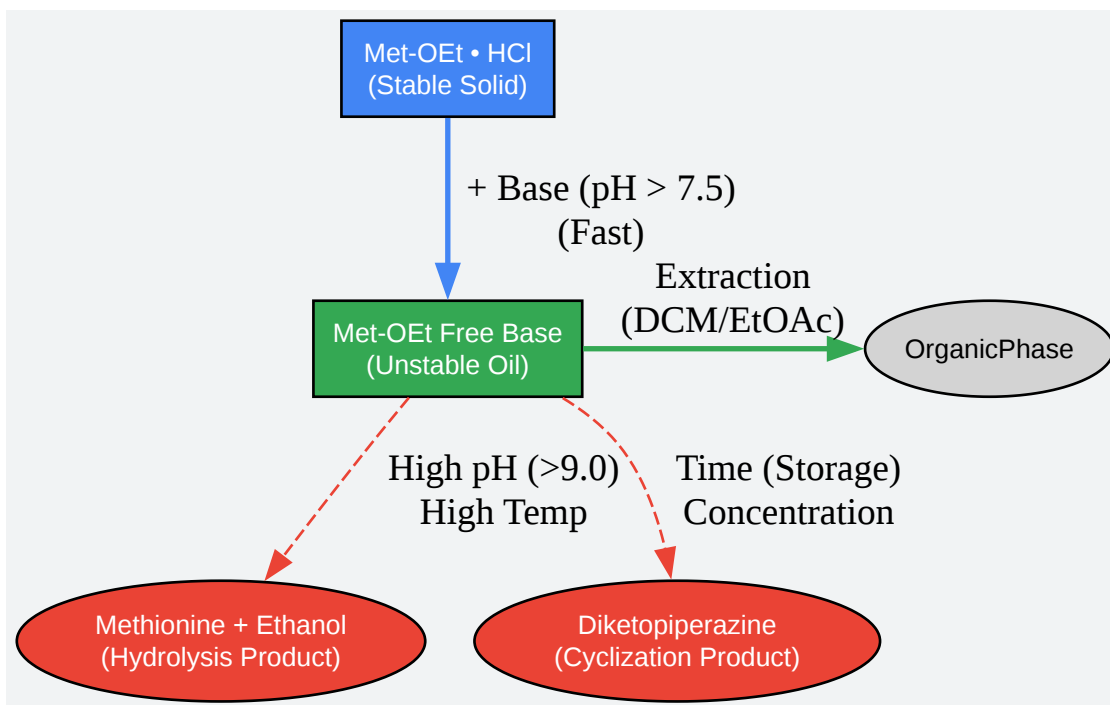 Met-OEt • HCl
(Stable Solid)
+ Base (pH > 7.5)
(Fast)
Extraction
(DCM/EtOAc)
Met-OEt Free Base
(Unstable Oil)
OrganicPhase
High pH (>9.0)
High Temp
Time (Storage)
Concentration
Methionine + Ethanol
(Hydrolysis Product)
Diketopiperazine
(Cyclization Product)